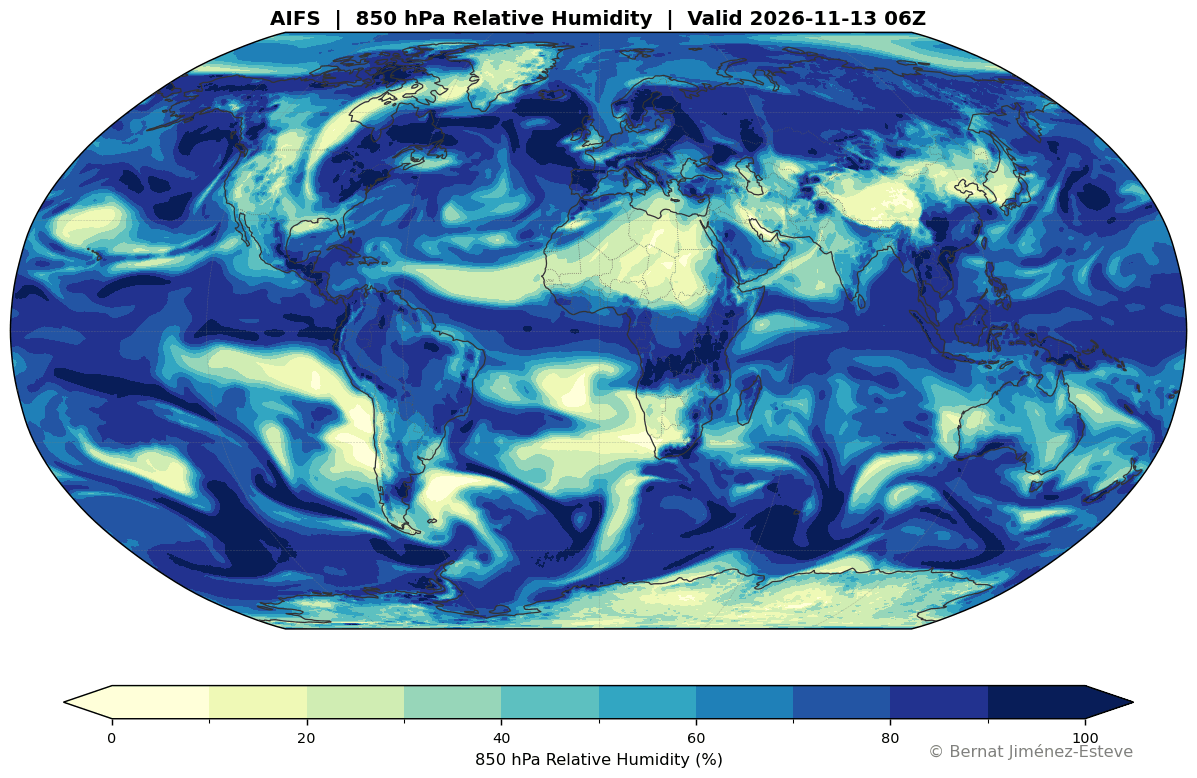 AIFS | 850 hPa Relative Humidity | Valid 2026-11-13 06Z
0 20 40 60 80 100
850 hPa Relative Humidity (%)
© Bernat Jiménez-Esteve